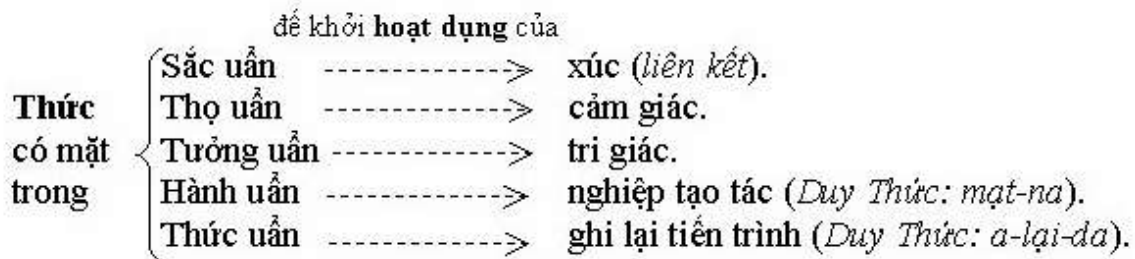 để khởi hoạt dụng của
Sắc uẩn -------------> xúc (liên kết).
Thức Thọ uẩn -------------> cảm giác.
có mặt Tưởng uẩn ------------> tri giác.
trong Hành uẩn ------------> nghiệp tạo tác (Duy Thức: mạt-na).
Thức uẩn ------------> ghi lại tiến trình (Duy Thức: a-lại-da).